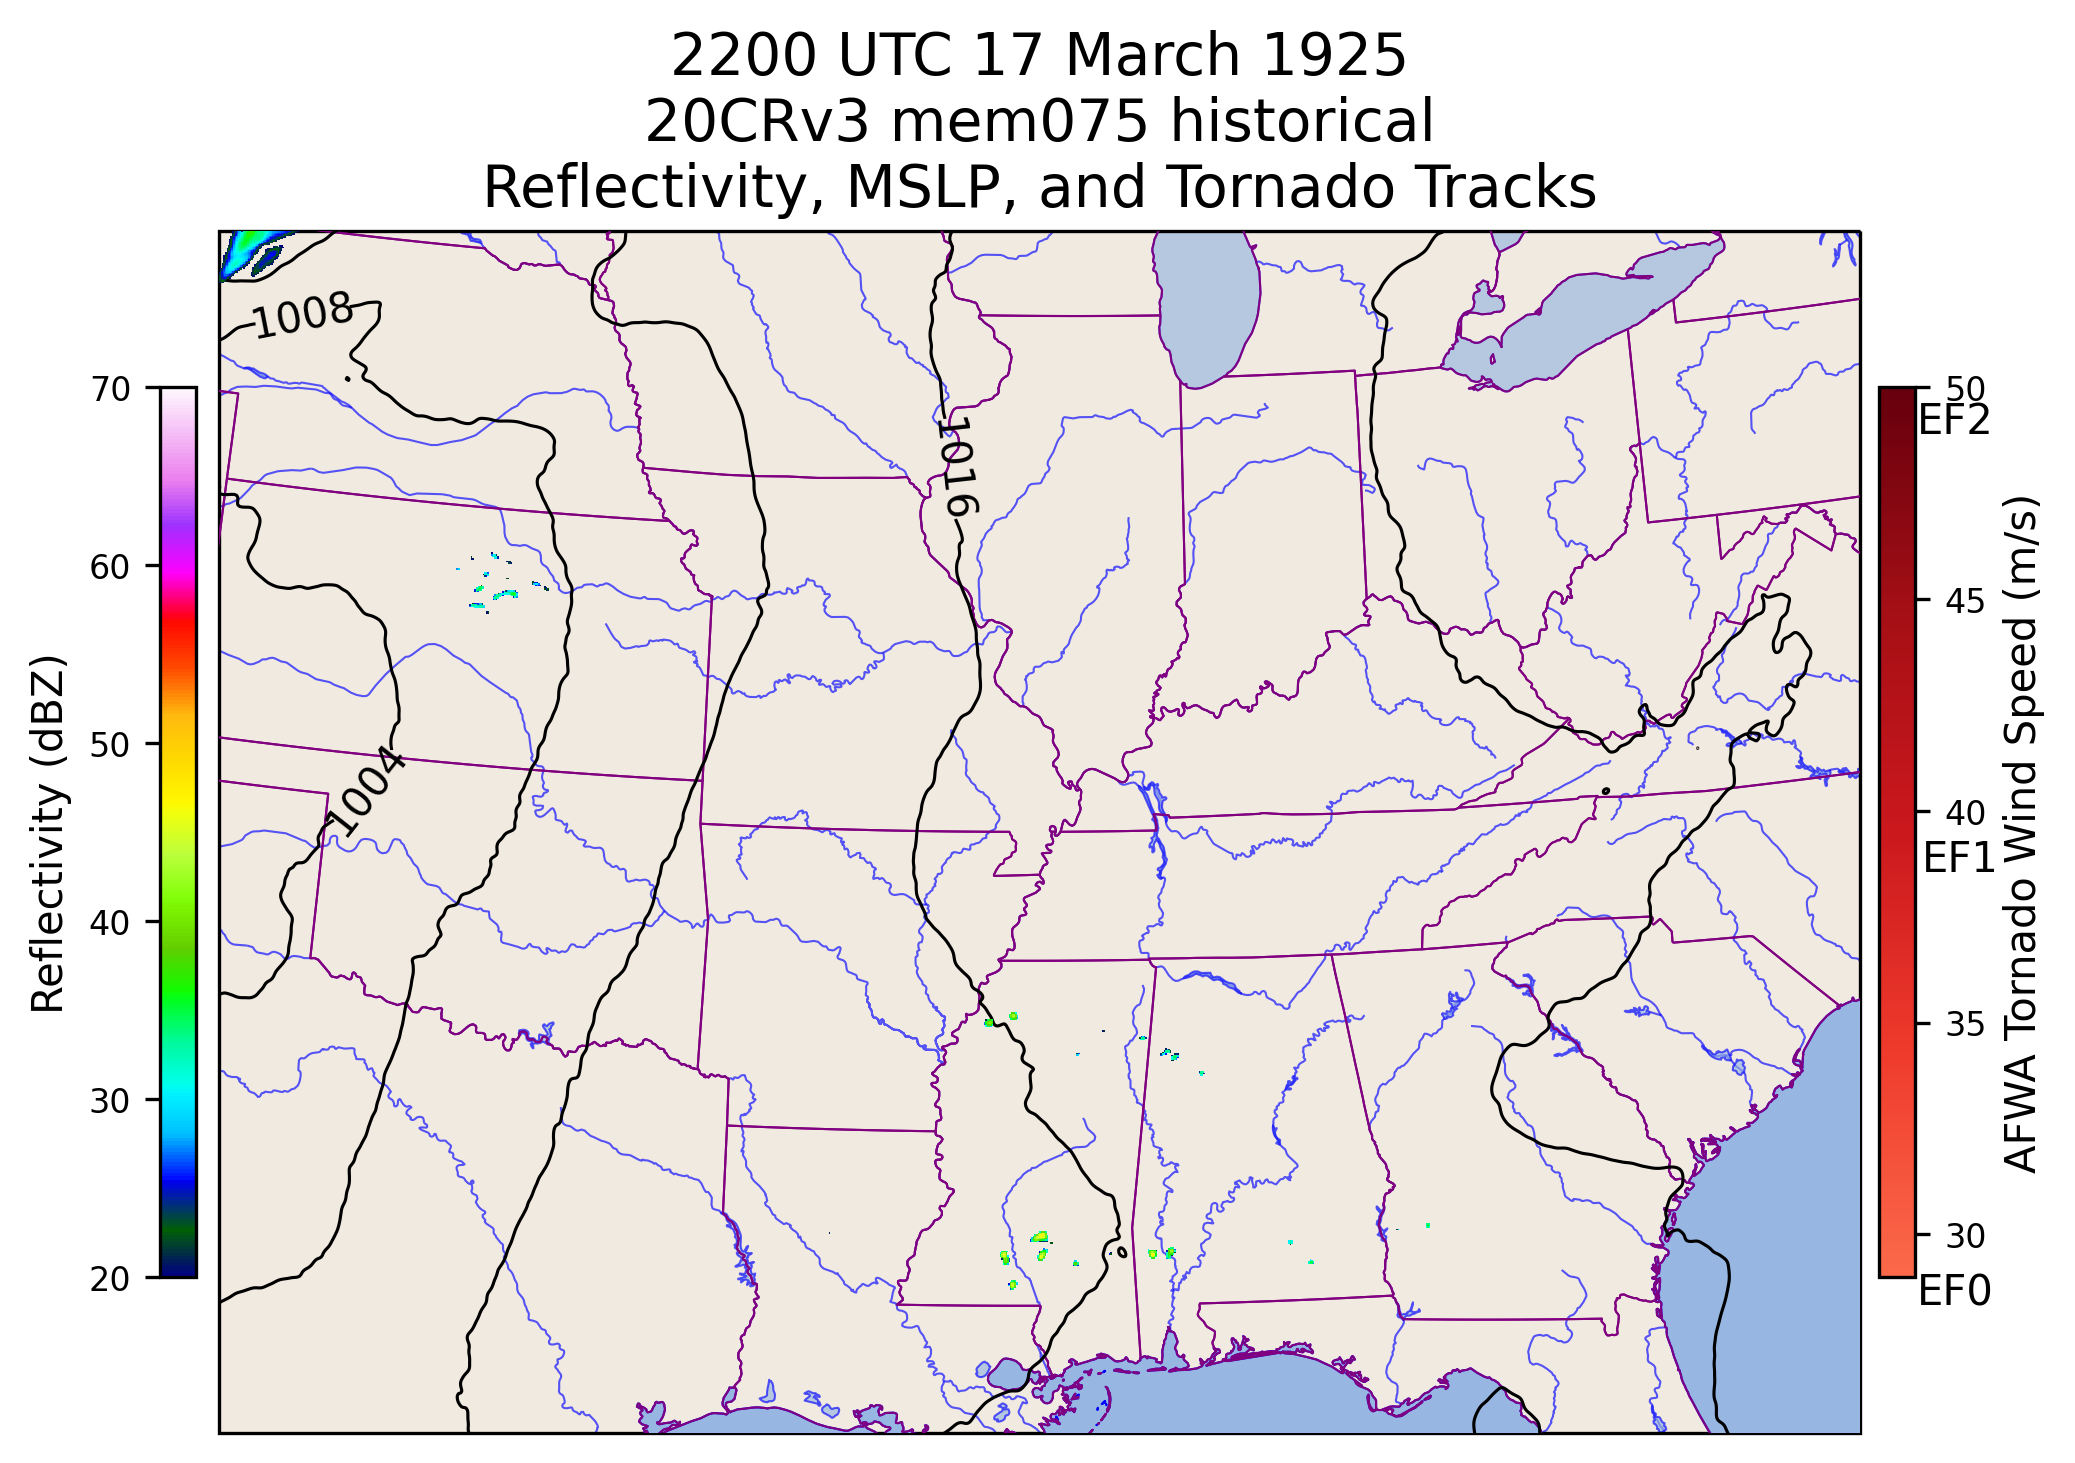 2200 UTC 17 March 1925
20CRv3 mem075 historical
Reflectivity, MSLP, and Tornado Tracks
1008
1016
1004
70
60
50
40
30
20
Reflectivity (dBZ)
50
EF2
45
40
EF1
35
30
EF0
AFWA Tornado Wind Speed (m/s)